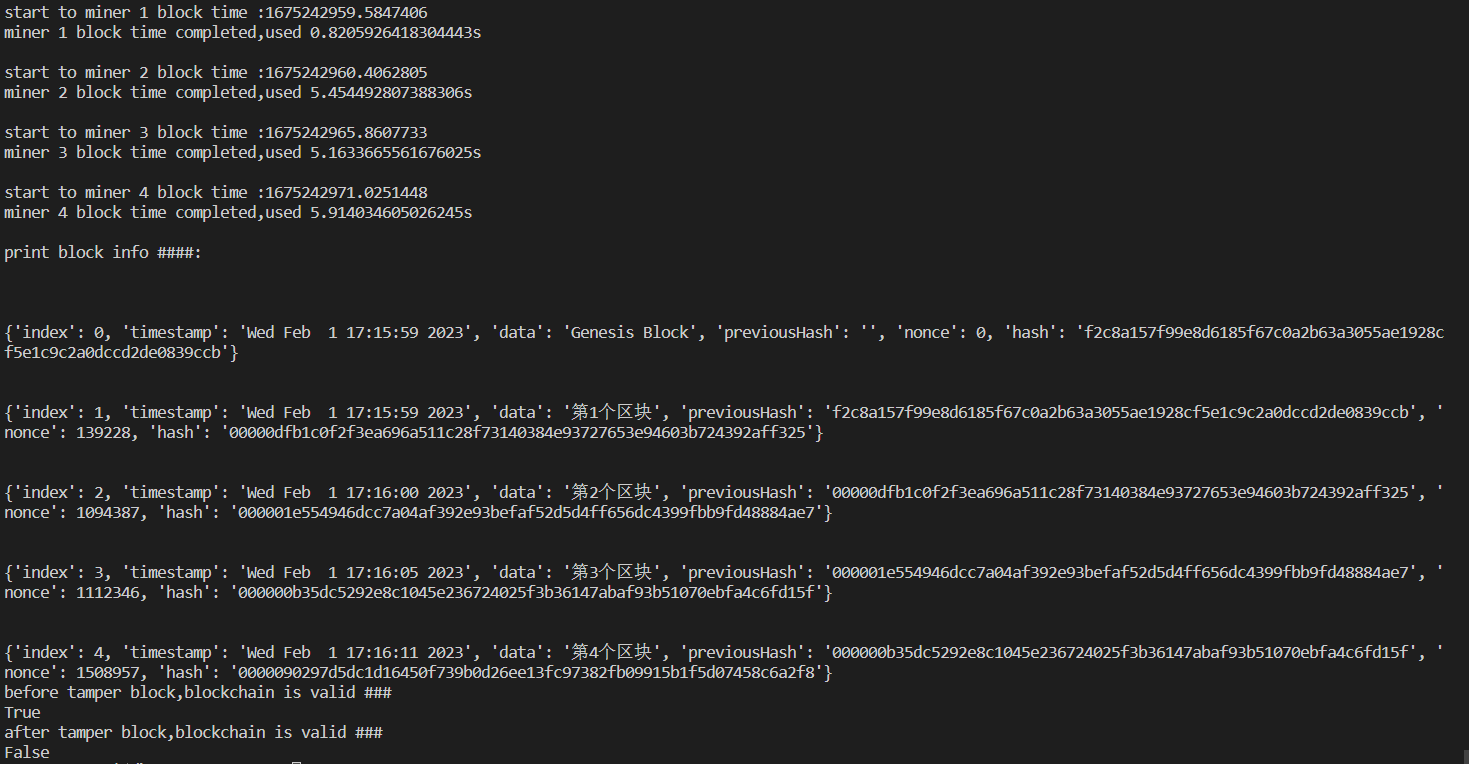 start to miner 1 block time :1675242959.5847406
miner 1 block time completed,used 0.8205926418304443s
start to miner 2 block time :1675242960.4062805
miner 2 block time completed,used 5.454492807388306s
start to miner 3 block time :1675242965.8607733
miner 3 block time completed,used 5.1633665561676025s
start to miner 4 block time :1675242971.0251448
miner 4 block time completed,used 5.914034605026245s
print block info ####:
{'index': 0, 'timestamp': 'Wed Feb  1 17:15:59 2023', 'data': 'Genesis Block', 'previousHash': '', 'nonce': 0, 'hash': 'f2c8a157f99e8d6185f67c0a2b63a3055ae1928c
f5e1c9c2a0dccd2de0839ccb'}
{'index': 1, 'timestamp': 'Wed Feb  1 17:15:59 2023', 'data': '第1个区块', 'previousHash': 'f2c8a157f99e8d6185f67c0a2b63a3055ae1928cf5e1c9c2a0dccd2de0839ccb', '
nonce': 139228, 'hash': '00000dfb1c0f2f3ea696a511c28f73140384e93727653e94603b724392aff325'}
{'index': 2, 'timestamp': 'Wed Feb  1 17:16:00 2023', 'data': '第2个区块', 'previousHash': '00000dfb1c0f2f3ea696a511c28f73140384e93727653e94603b724392aff325', '
nonce': 1094387, 'hash': '000001e554946dcc7a04af392e93befaf52d5d4ff656dc4399fbb9fd48884ae7'}
{'index': 3, 'timestamp': 'Wed Feb  1 17:16:05 2023', 'data': '第3个区块', 'previousHash': '000001e554946dcc7a04af392e93befaf52d5d4ff656dc4399fbb9fd48884ae7', '
nonce': 1112346, 'hash': '000000b35dc5292e8c1045e236724025f3b36147abaf93b51070ebfa4c6fd15f'}
{'index': 4, 'timestamp': 'Wed Feb  1 17:16:11 2023', 'data': '第4个区块', 'previousHash': '000000b35dc5292e8c1045e236724025f3b36147abaf93b51070ebfa4c6fd15f', '
nonce': 1508957, 'hash': '0000090297d5dc1d16450f739b0d26ee13fc97382fb09915b1f5d07458c6a2f8'}
before tamper block,blockchain is valid ###
True
after tamper block,blockchain is valid ###
False